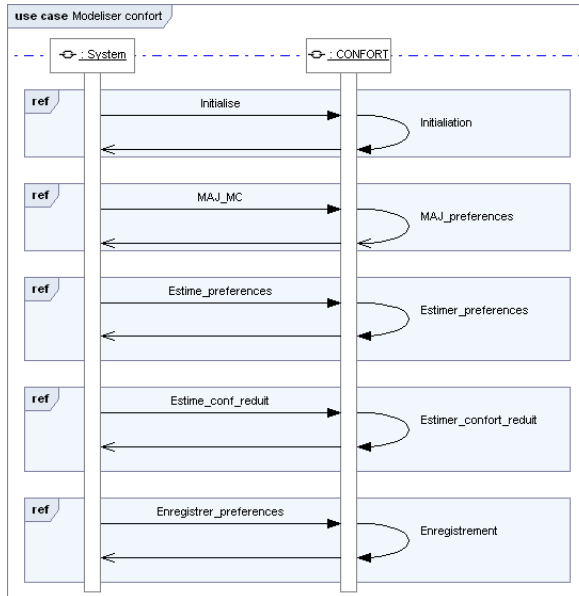 use case Modeliser confort
: System
: CONFORT
ref
Initialise
Initialiation
ref
MAJ_MC
MAJ_preferences
ref
Estime_preferences
Estimer_preferences
ref
Estime_conf_reduit
Estimer_confort_reduit
ref
Enregistrer_preferences
Enregistrement